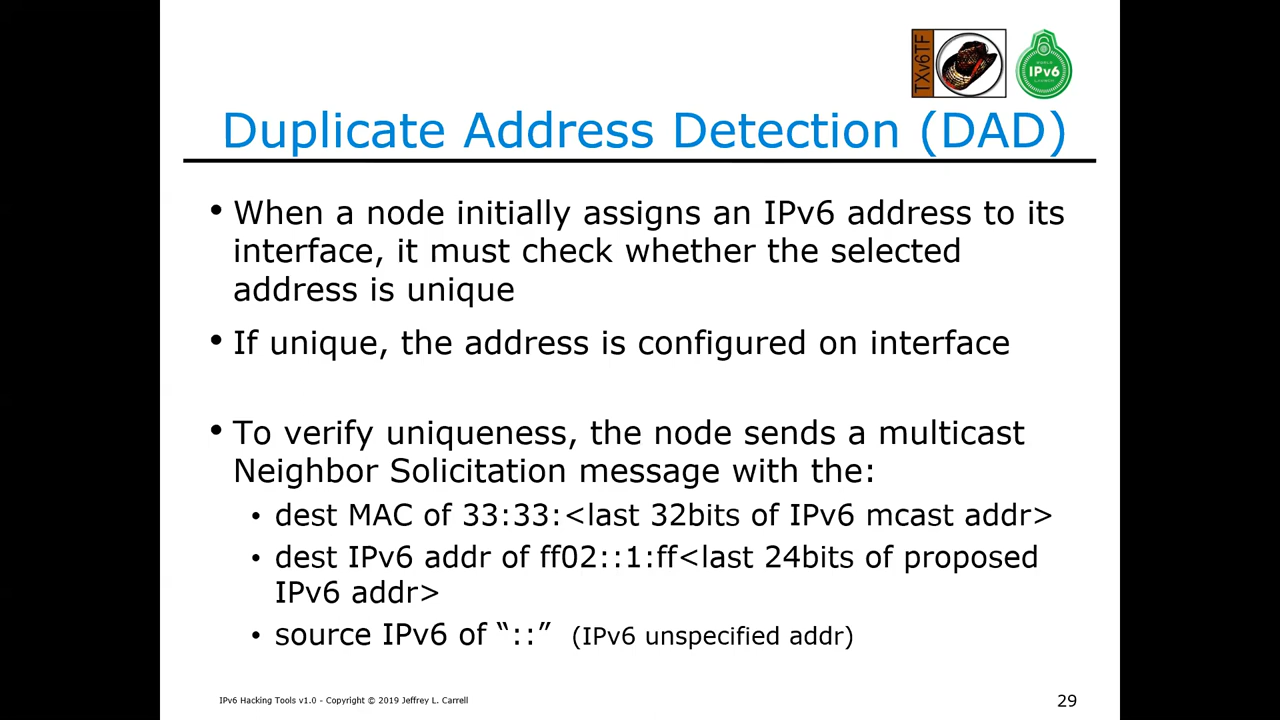 TXv6TF
WORLD
IPv6
LAUNCH
Duplicate Address Detection (DAD)
• When a node initially assigns an IPv6 address to its
interface, it must check whether the selected
address is unique
• If unique, the address is configured on interface
• To verify uniqueness, the node sends a multicast
Neighbor Solicitation message with the:
• dest MAC of 33:33:<last 32bits of IPv6 mcast addr>
• dest IPv6 addr of ff02::1:ff<last 24bits of proposed
IPv6 addr>
• source IPv6 of “::” (IPv6 unspecified addr)
IPv6 Hacking Tools v1.0 - Copyright © 2019 Jeffrey L. Carrell
29